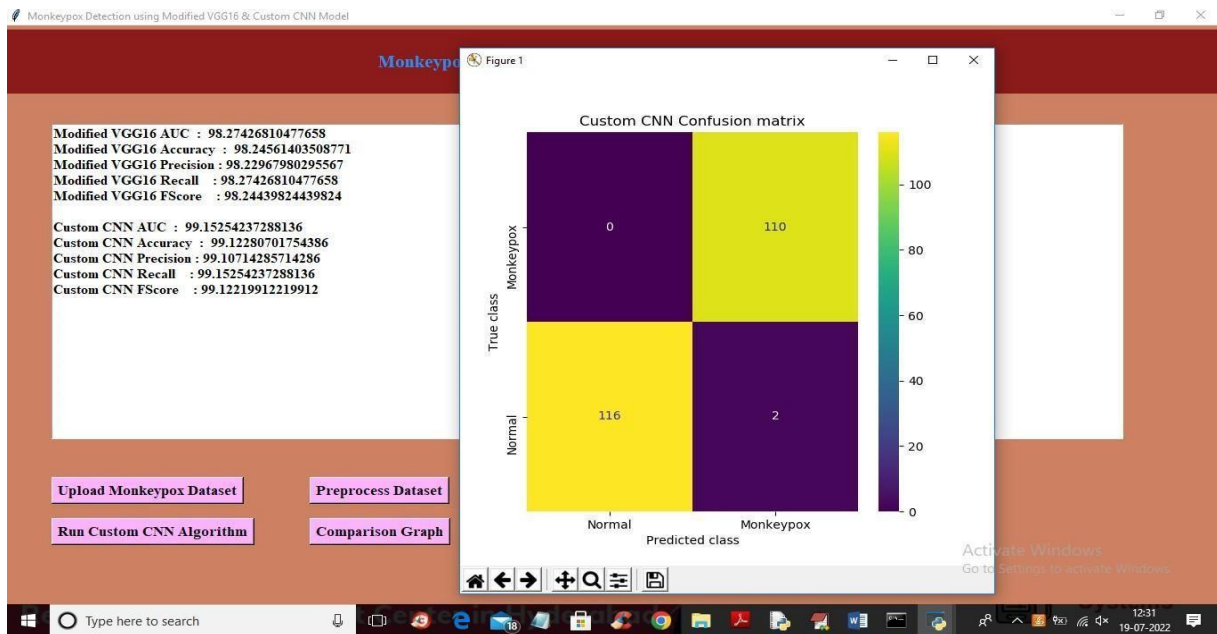 Monkeypox Detection using Modified VGG16 & Custom CNN Model
Monkeypo
Figure 1
Modified VGG16 AUC : 98.27426810477658
Modified VGG16 Accuracy : 98.24561403508771
Modified VGG16 Precision : 98.22967980295567
Modified VGG16 Recall : 98.27426810477658
Modified VGG16 FScore : 98.24439824439824
Custom CNN AUC : 99.15254237288136
Custom CNN Accuracy : 99.12280701754386
Custom CNN Precision : 99.10714285714286
Custom CNN Recall : 99.15254237288136
Custom CNN FScore : 99.12219912219912
Custom CNN Confusion matrix
True class
Monkeypox
Normal
0
110
116
2
Normal
Monkeypox
Predicted class
100
80
60
40
20
0
Upload Monkeypox Dataset
Preprocess Dataset
Run Custom CNN Algorithm
Comparison Graph
Activate Windows
Go to Settings to activate Windows.
Type here to search
18
12:31
19-07-2022